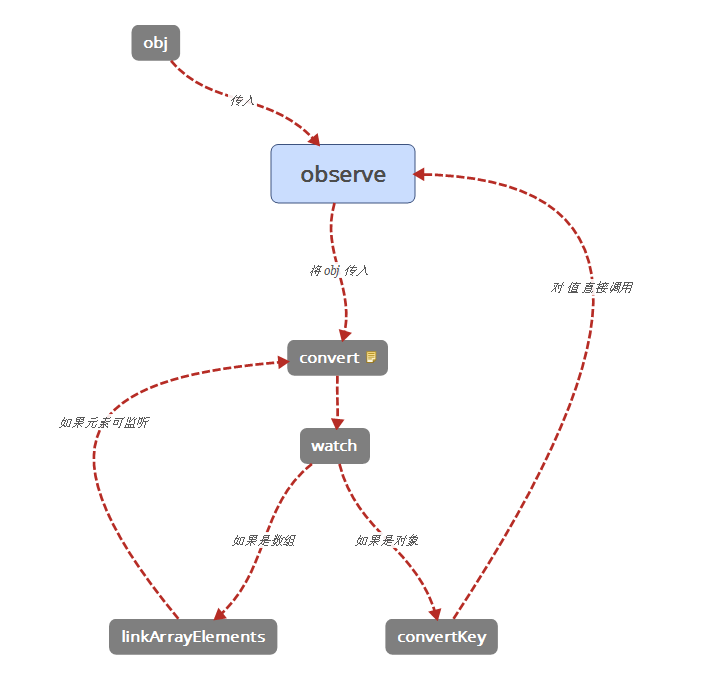 obj
传入
observe
将 obj 传入
对 值 直接调用
convert
如果元素可监听
watch
如果是数组
如果是对象
linkArrayElements
convertKey